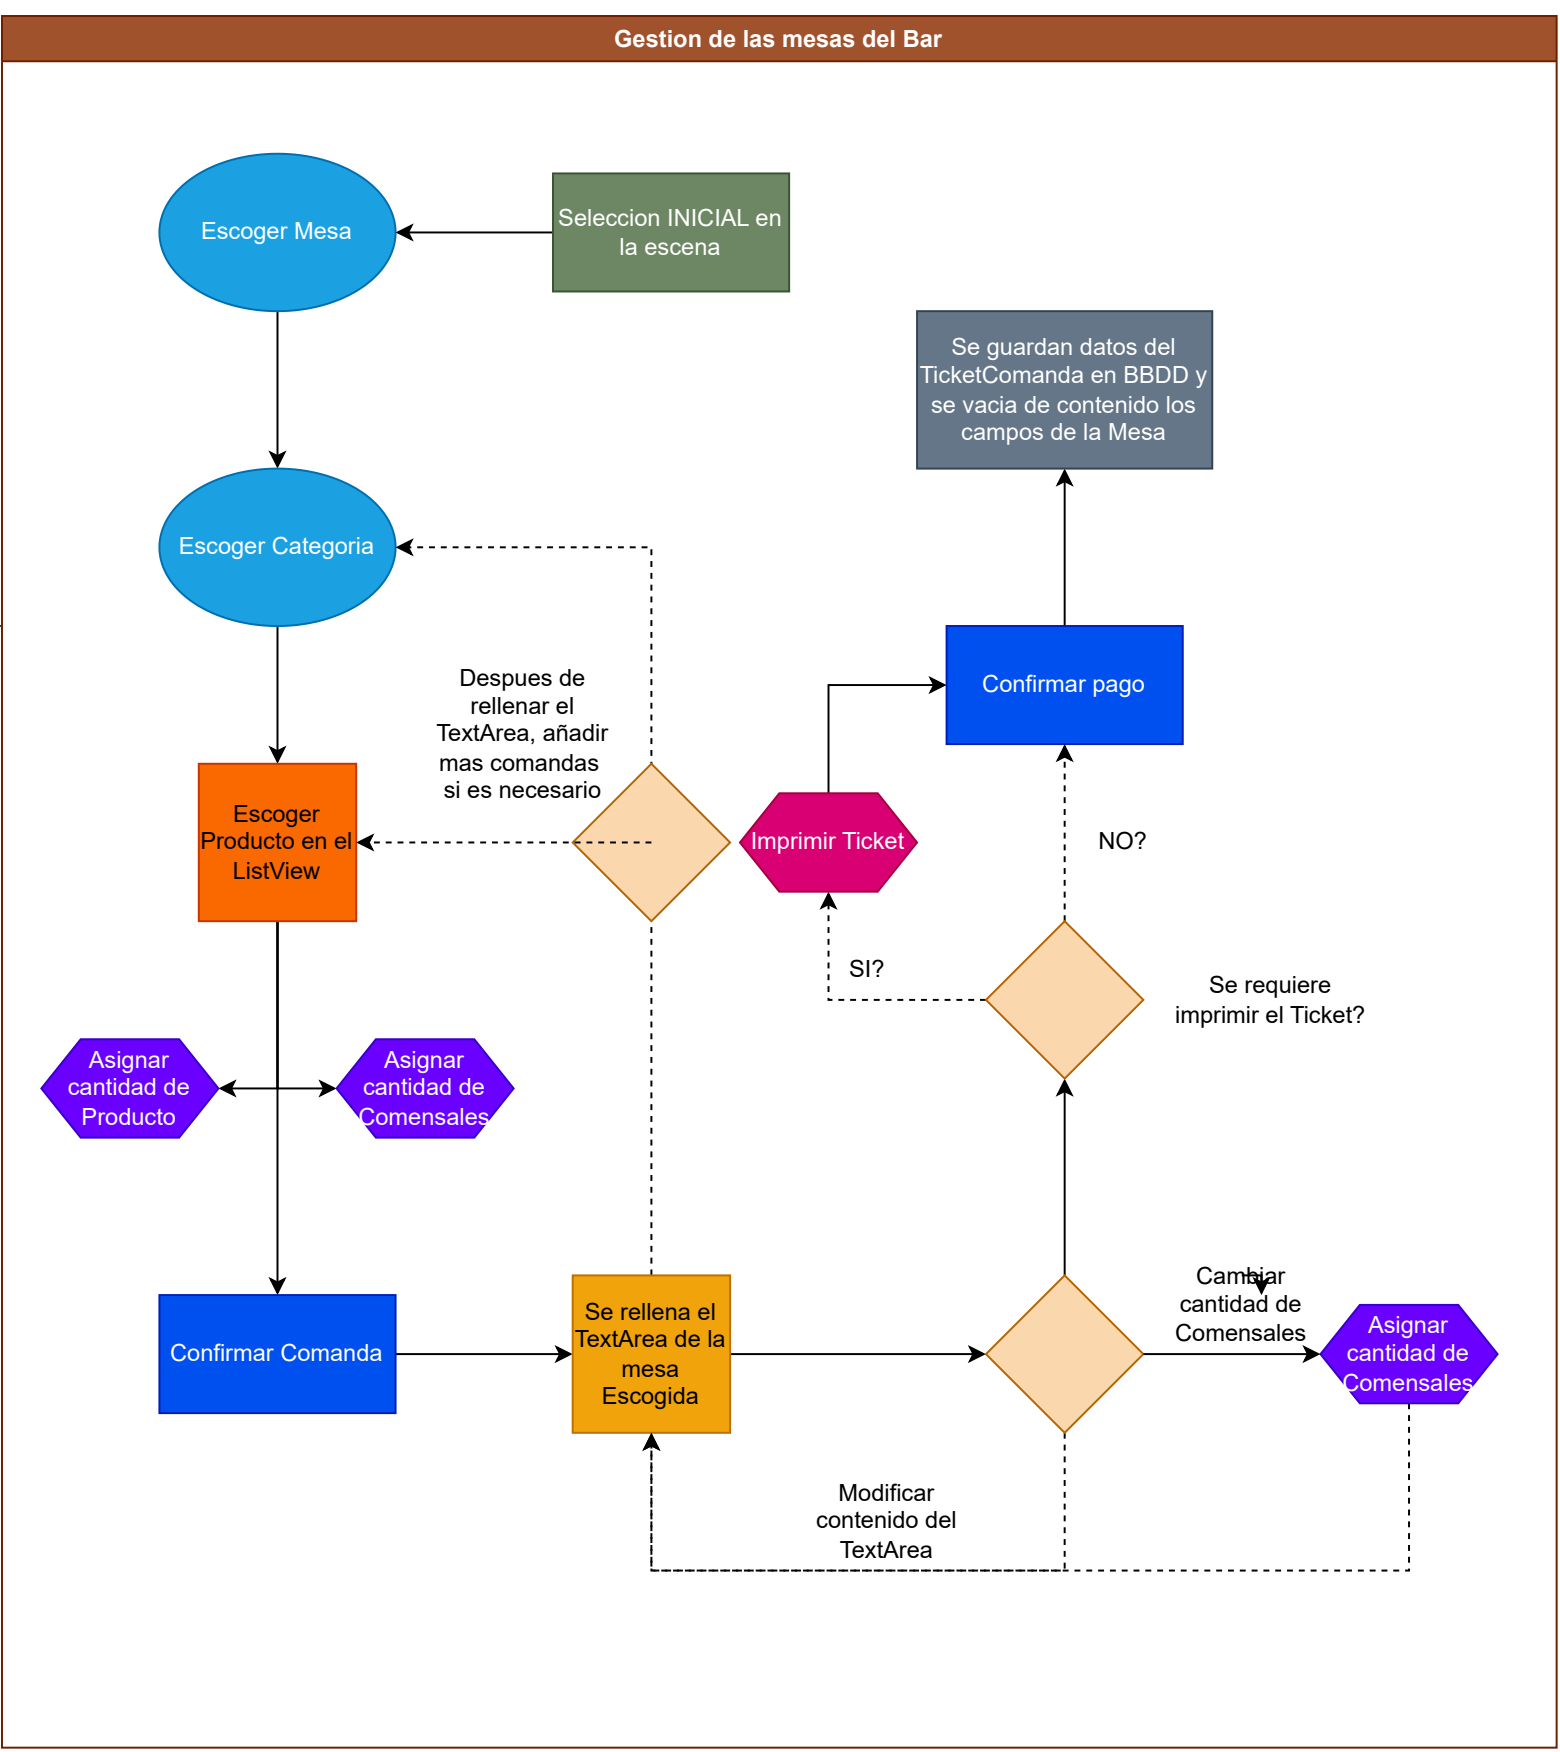 Gestion de las mesas del Bar
Escoger Mesa
Seleccion INICIAL en
la escena
Se guardan datos del
TicketComanda en BBDD y
se vacia de contenido los
campos de la Mesa
Escoger Categoria
Despues de
rellenar el
TextArea, añadir
mas comandas
si es necesario
Confirmar pago
Escoger
Producto en el
ListView
Imprimir Ticket
NO?
SI?
Se requiere
imprimir el Ticket?
Asignar
cantidad de
Producto
Asignar
cantidad de
Comensales
Confirmar Comanda
Se rellena el
TextArea de la
mesa
Escogida
Cambiar
cantidad de
Comensales
Asignar
cantidad de
Comensales
Modificar
contenido del
TextArea